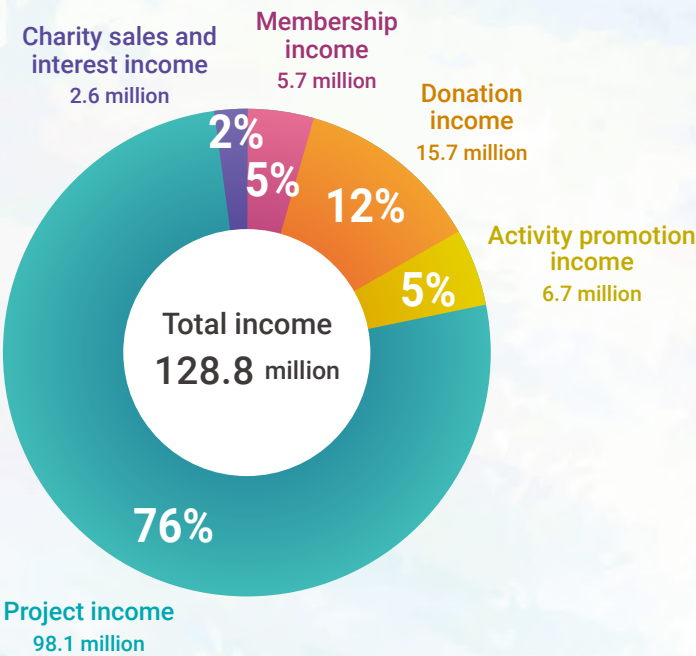 Charity sales and
interest income
2.6 million
Membership
income
5.7 million
Donation
income
15.7 million
Activity promotion
income
6.7 million
2%
5%
12%
5%
Total income
128.8 million
76%
Project income
98.1 million